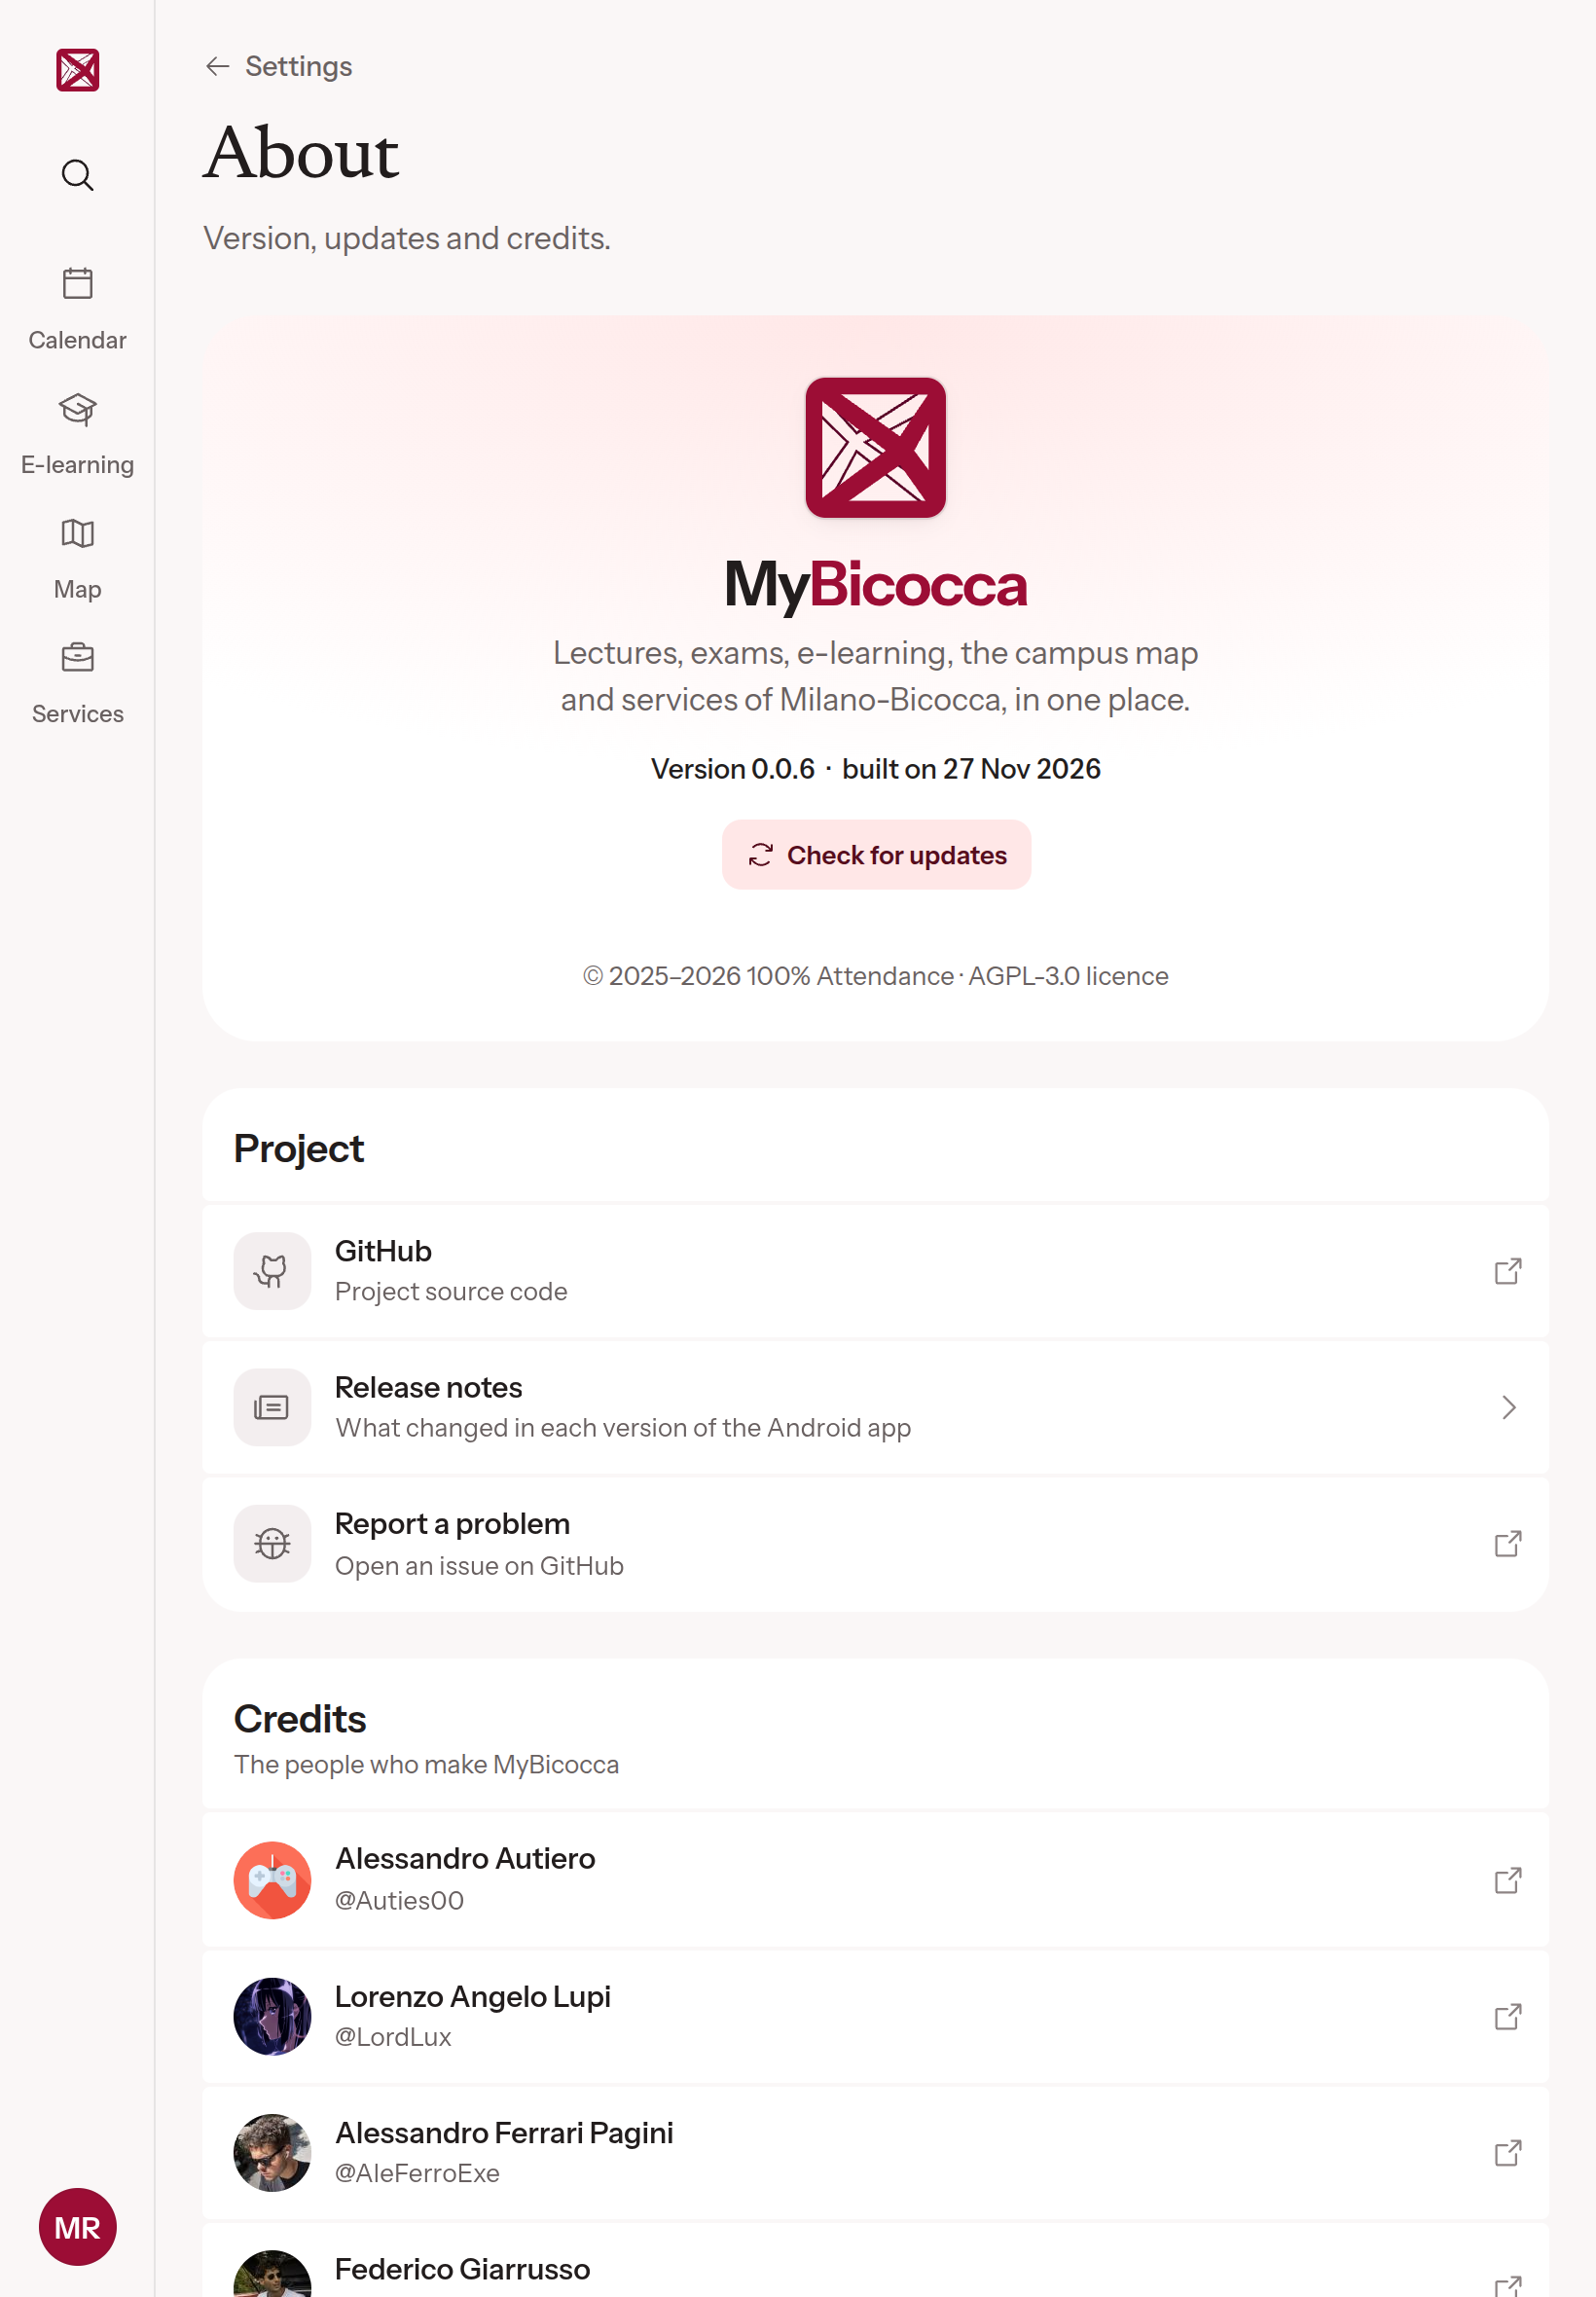 Settings
About
Version, updates and credits.
Calendar
E-learning
Map
Services
MyBicocca
Lectures, exams, e-learning, the campus map
and services of Milano-Bicocca, in one place.
Version 0.0.6 · built on 27 Nov 2026
Check for updates
© 2025–2026 100% Attendance · AGPL-3.0 licence
Project
GitHub
Project source code
Release notes
What changed in each version of the Android app
Report a problem
Open an issue on GitHub
Credits
The people who make MyBicocca
Alessandro Autiero
@Auties00
Lorenzo Angelo Lupi
@LordLux
Alessandro Ferrari Pagini
@AleFerroExe
Federico Giarrusso
MR